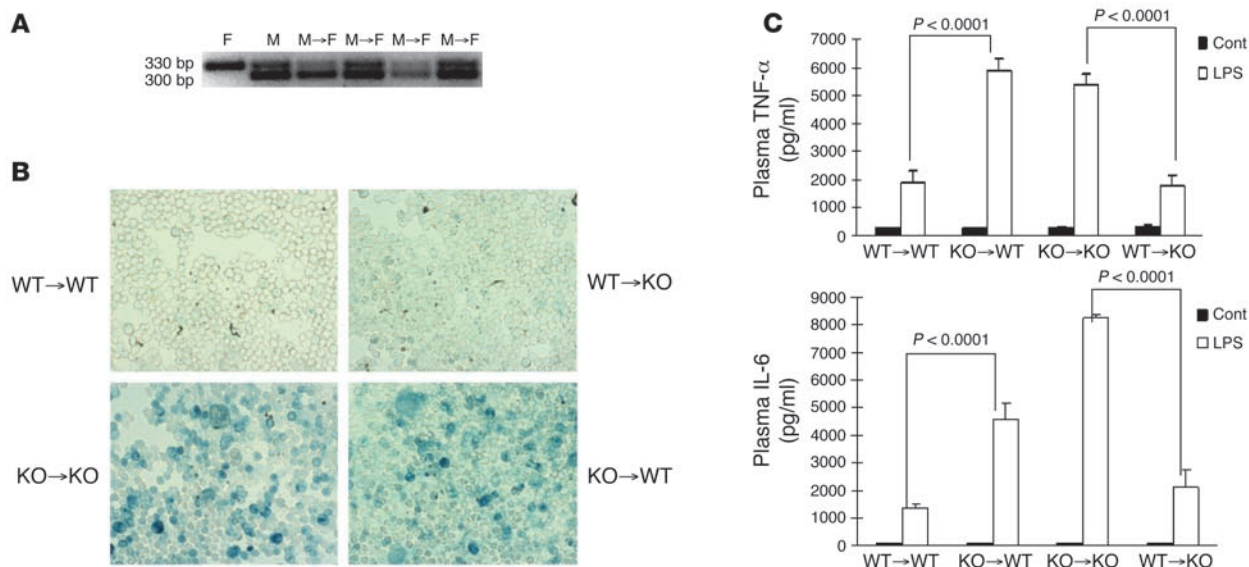 A
F M M→F M→F M→F M→F
330 bp
300 bp
B
WT→WT
WT→KO
KO→KO
KO→WT
C
P < 0.0001
P < 0.0001
Cont
LPS
Plasma TNF-α
(pg/ml)
7000
6000
5000
4000
3000
2000
1000
0
WT→WT KO→WT KO→KO WT→KO
P < 0.0001
P < 0.0001
Cont
LPS
Plasma IL-6
(pg/ml)
9000
8000
7000
6000
5000
4000
3000
2000
1000
0
WT→WT KO→WT KO→KO WT→KO